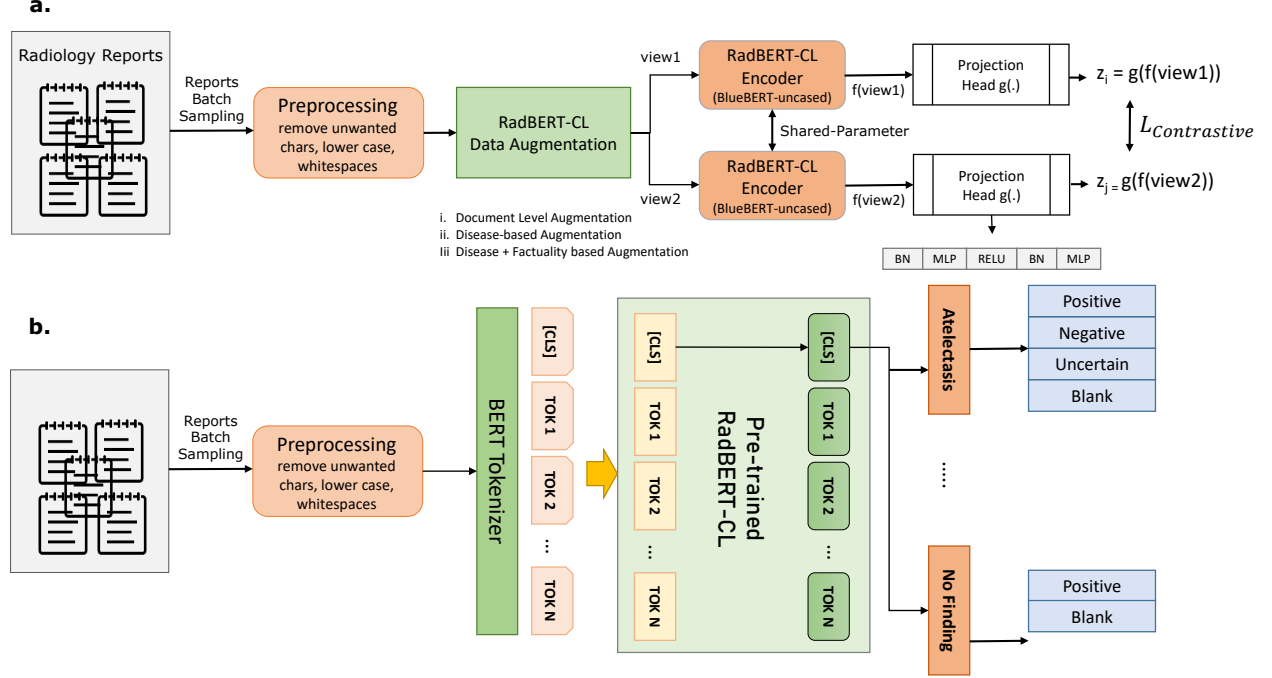 a.
Radiology Reports
Reports
Batch
Sampling
Preprocessing
remove unwanted
chars, lower case,
whitespaces
RadBERT-CL
Data Augmentation
i. Document Level Augmentation
ii. Disease-based Augmentation
Iii Disease + Factuality based Augmentation
view1
view2
RadBERT-CL
Encoder
(BlueBERT-uncased)
Shared-Parameter
RadBERT-CL
Encoder
(BlueBERT-uncased)
f(view1)
f(view2)
Projection
Head g(.)
Projection
Head g(.)
BN MLP RELU BN MLP
z_i = g(f(view1))
L_Contrastive
z_j = g(f(view2))
b.
Reports
Batch
Sampling
Preprocessing
remove unwanted
chars, lower case,
whitespaces
BERT Tokenizer
[CLS]
TOK 1
TOK 2
...
TOK N
[CLS]
TOK 1
TOK 2
...
TOK N
Pre-trained
RadBERT-CL
[CLS]
TOK 1
TOK 2
...
TOK N
Atelectasis
Positive
Negative
Uncertain
Blank
.....
No Finding
Positive
Blank